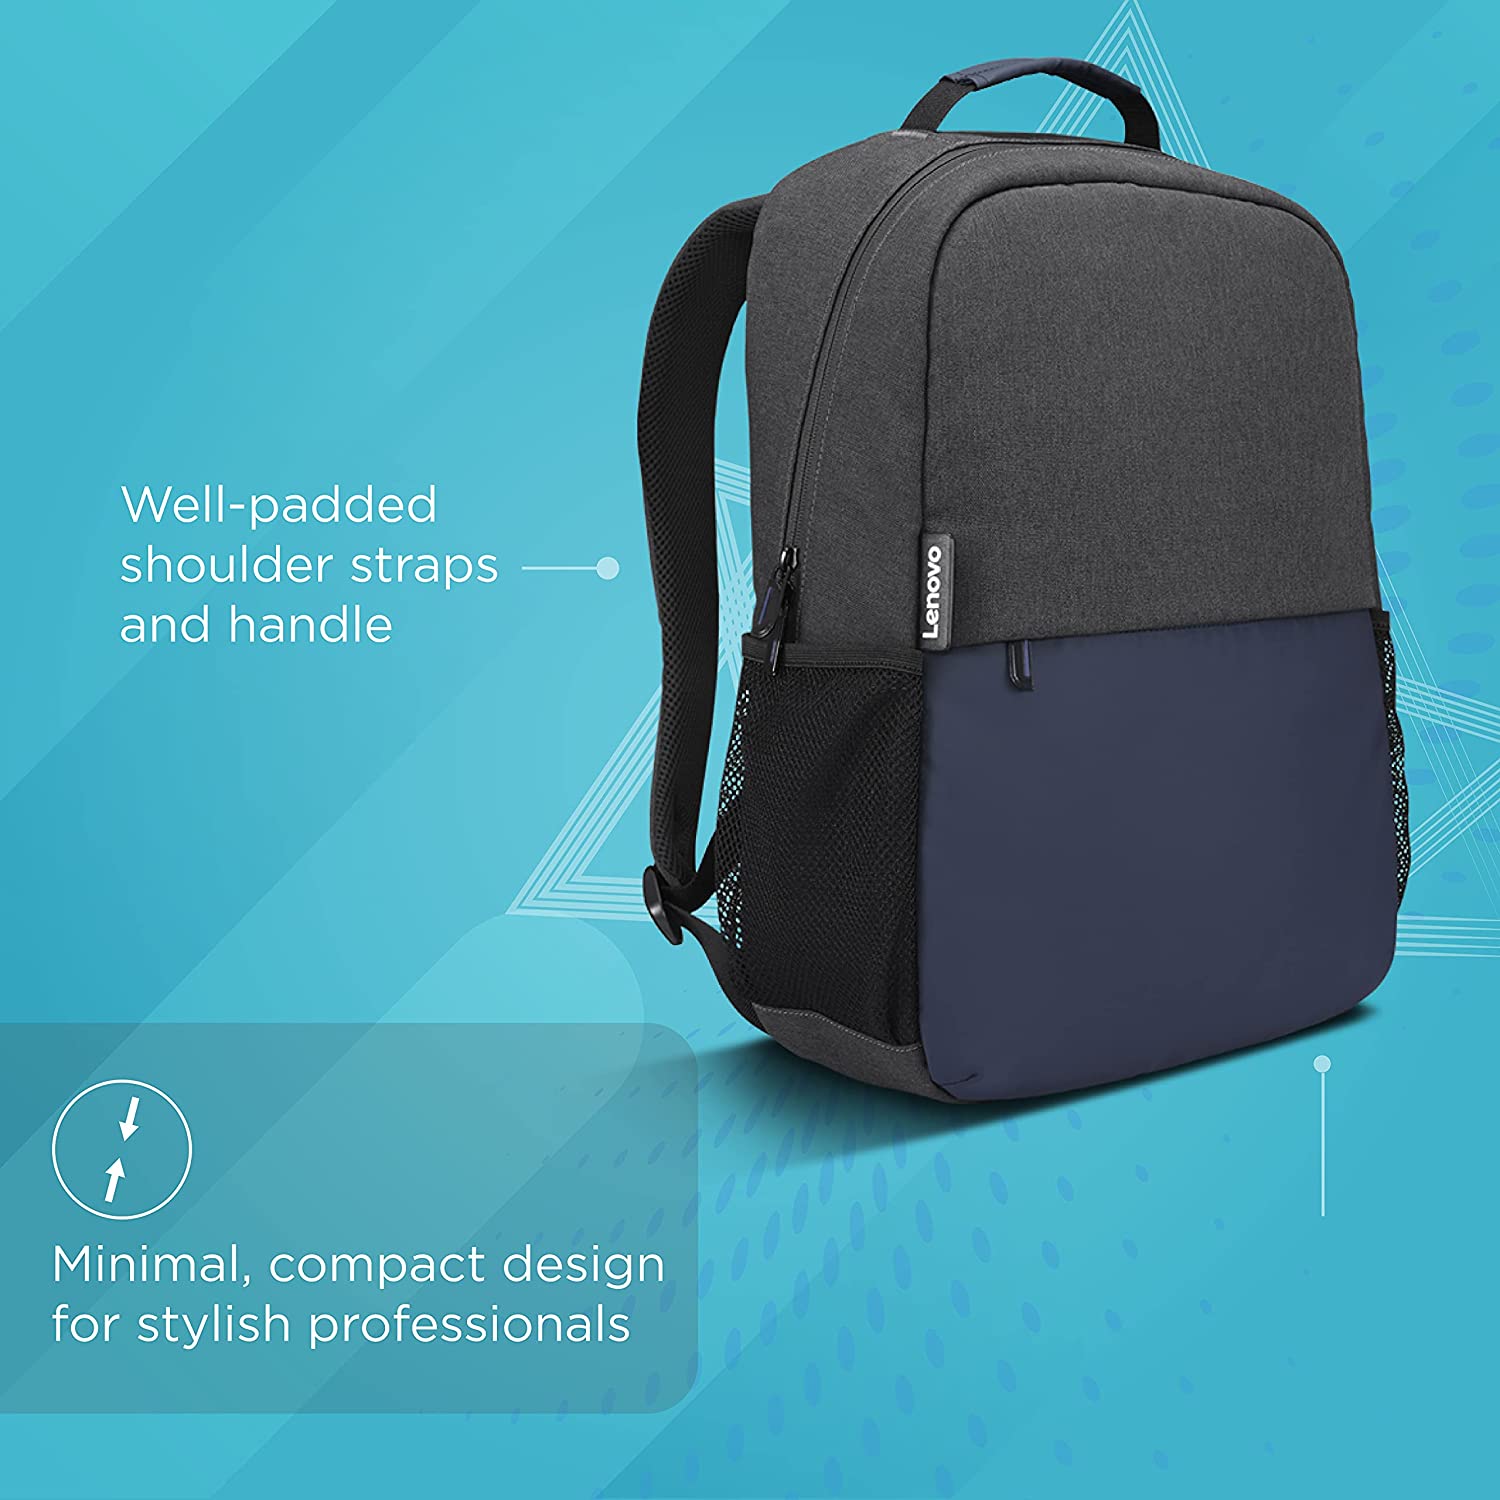 Well-padded
shoulder straps
and handle
Lenovo
Minimal, compact design
for stylish professionals